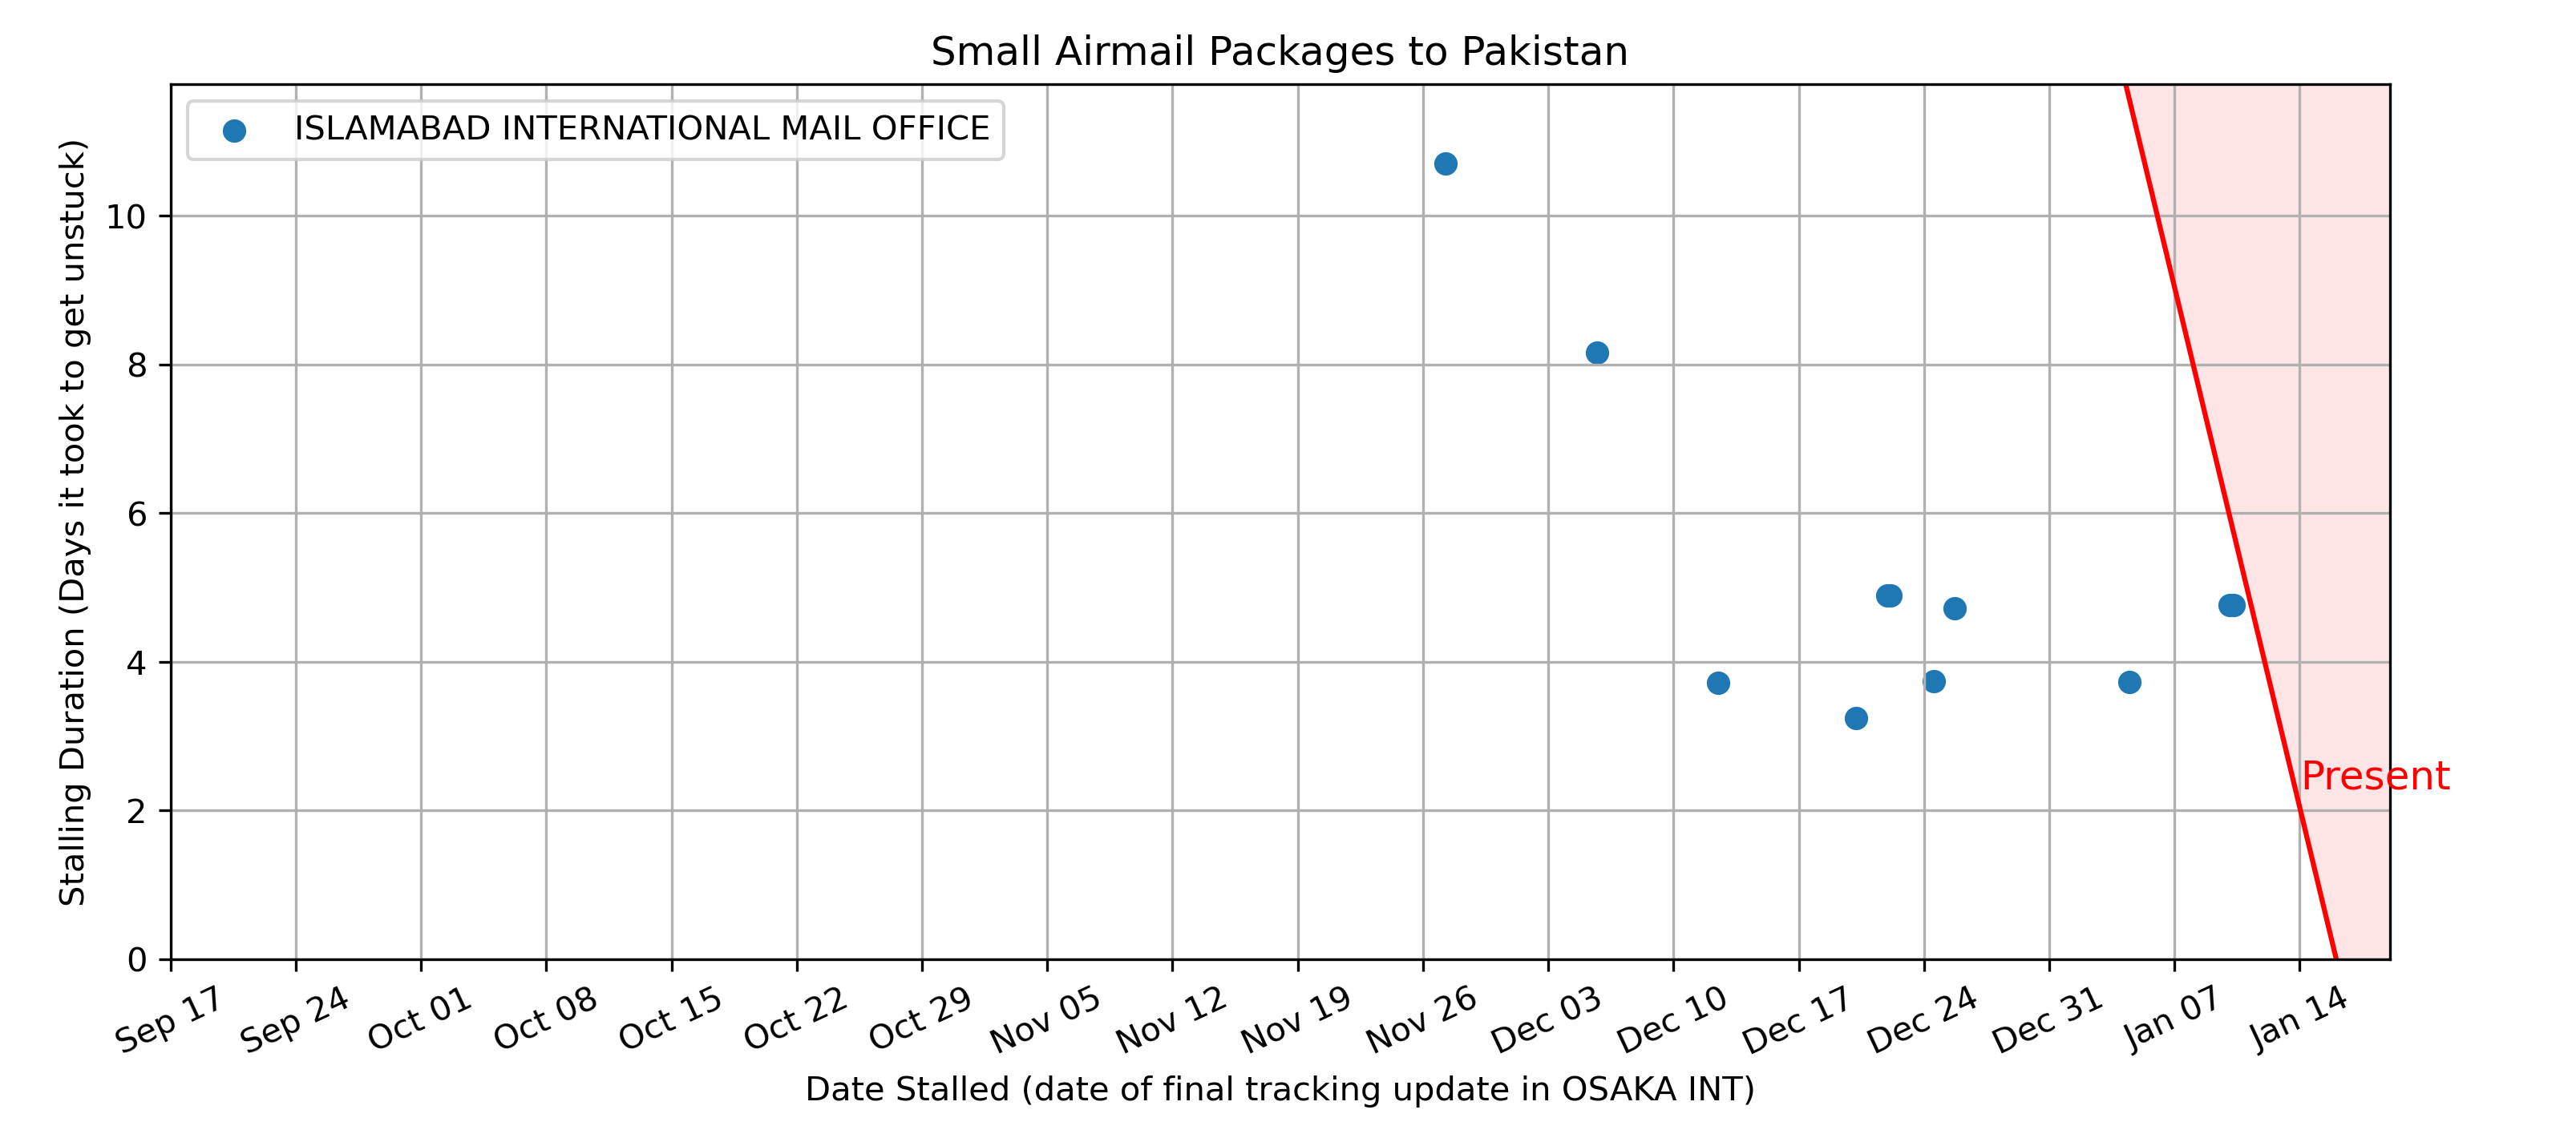 Small Airmail Packages to Pakistan
ISLAMABAD INTERNATIONAL MAIL OFFICE
Stalling Duration (Days it took to get unstuck)
10
8
6
4
2
0
Present
Sep 17
Sep 24
Oct 01
Oct 08
Oct 15
Oct 22
Oct 29
Nov 05
Nov 12
Nov 19
Nov 26
Dec 03
Dec 10
Dec 17
Dec 24
Dec 31
Jan 07
Jan 14
Date Stalled (date of final tracking update in OSAKA INT)